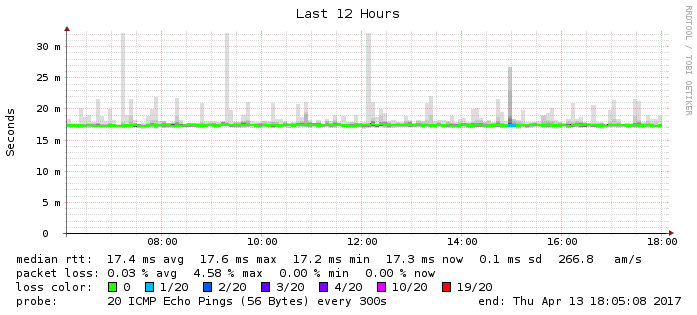 Last 12 Hours
RRDTOOL / TOBI OETIKER
Seconds
30 m
25 m
20 m
15 m
10 m
5 m
0
08:00 10:00 12:00 14:00 16:00 18:00
median rtt: 17.4 ms avg 17.6 ms max 17.2 ms min 17.3 ms now 0.1 ms sd 266.8 am/s
packet loss: 0.03 % avg 4.58 % max 0.00 % min 0.00 % now
loss color: 0 1/20 2/20 3/20 4/20 10/20 19/20
probe: 20 ICMP Echo Pings (56 Bytes) every 300s end: Thu Apr 13 18:05:08 2017